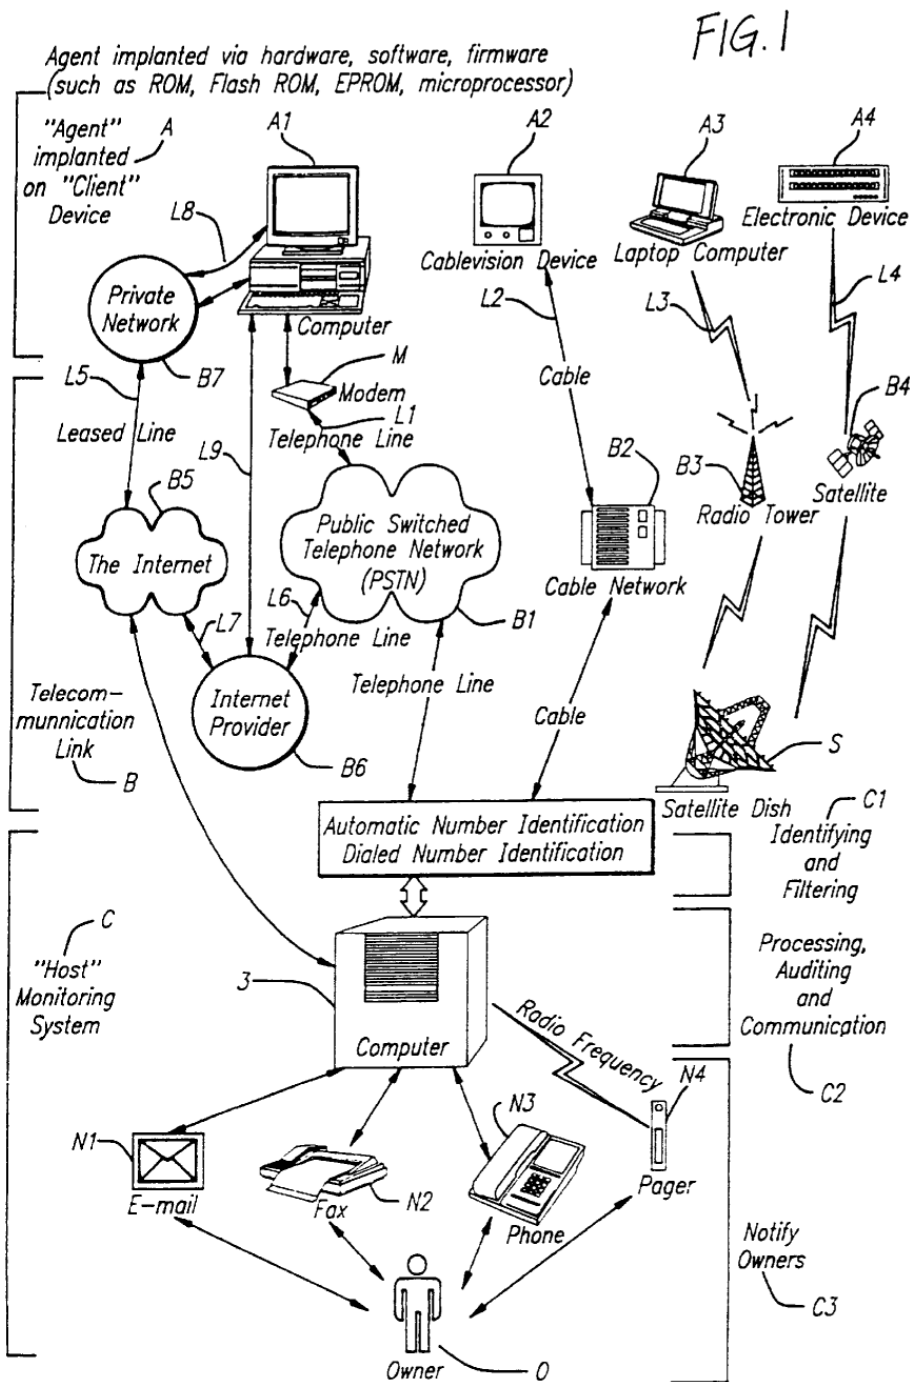 FIG. 1
Agent implanted via hardware, software, firmware
(such as ROM, Flash ROM, EPROM, microprocessor)
"Agent"
implanted
on "Client"
Device
A
A1
A2
A3
A4
L8
Electronic Device
Cablevision Device
Laptop Computer
Private
Network
L2
L3
L4
Computer
L5
B7
M
Modem
Cable
B4
Leased Line
L9
L1
Telephone Line
B2
B3
B5
Radio Tower
Satellite
Public Switched
Telephone Network
(PSTN)
The Internet
Cable Network
L6
L7
Telephone Line
B1
Telephone Line
Internet
Provider
Telecom-
munnication
Link
Cable
S
B
B6
Satellite Dish
C1
Automatic Number Identification
Dialed Number Identification
Identifying
and
Filtering
C
"Host"
Monitoring
System
3
Processing,
Auditing
and
Communication
Computer
Radio Frequency
C2
N4
N3
N1
N2
E-mail
Fax
Phone
Pager
Notify
Owners
C3
Owner
O